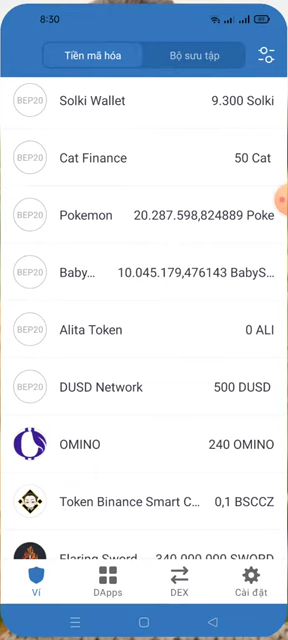 8:30
Tiền mã hóa Bộ sưu tập
BEP20 Solki Wallet 9.300 Solki
BEP20 Cat Finance 50 Cat
BEP20 Pokemon 20.287.598,824889 Poke
BEP20 Baby... 10.045.179,476143 BabyS...
BEP20 Alita Token 0 ALI
BEP20 DUSD Network 500 DUSD
OMINO 240 OMINO
Token Binance Smart C... 0,1 BSCCZ
Flaring Sword 340.000.000 SWORD
Ví DApps DEX Cài đặt